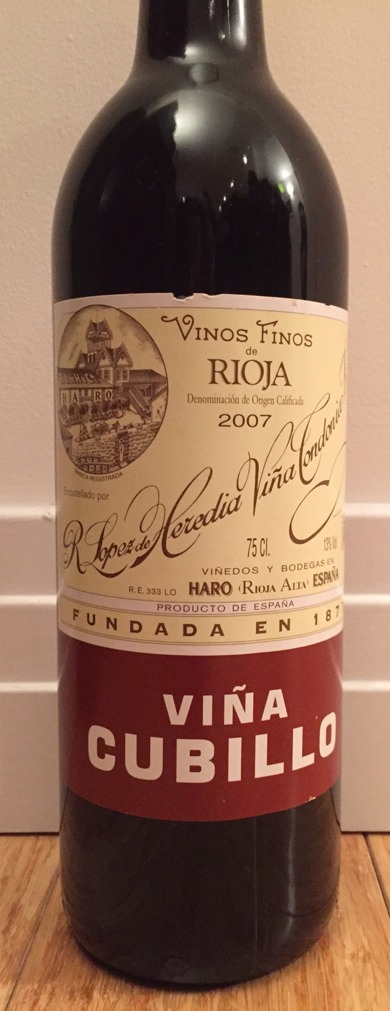 VINOS FINOS
de
RIOJA
Denominación de Origen Calificada
2007
HARO
MARCA REGISTRADA
Embotellado por
R. Lopez de Heredia Viña Tondonia
75 Cl.
13% Vol.
VIÑEDOS Y BODEGAS EN
R.E. 333 LO HARO (RIOJA ALTA) ESPAÑA
PRODUCTO DE ESPAÑA
FUNDADA EN 187
VIÑA
CUBILLO